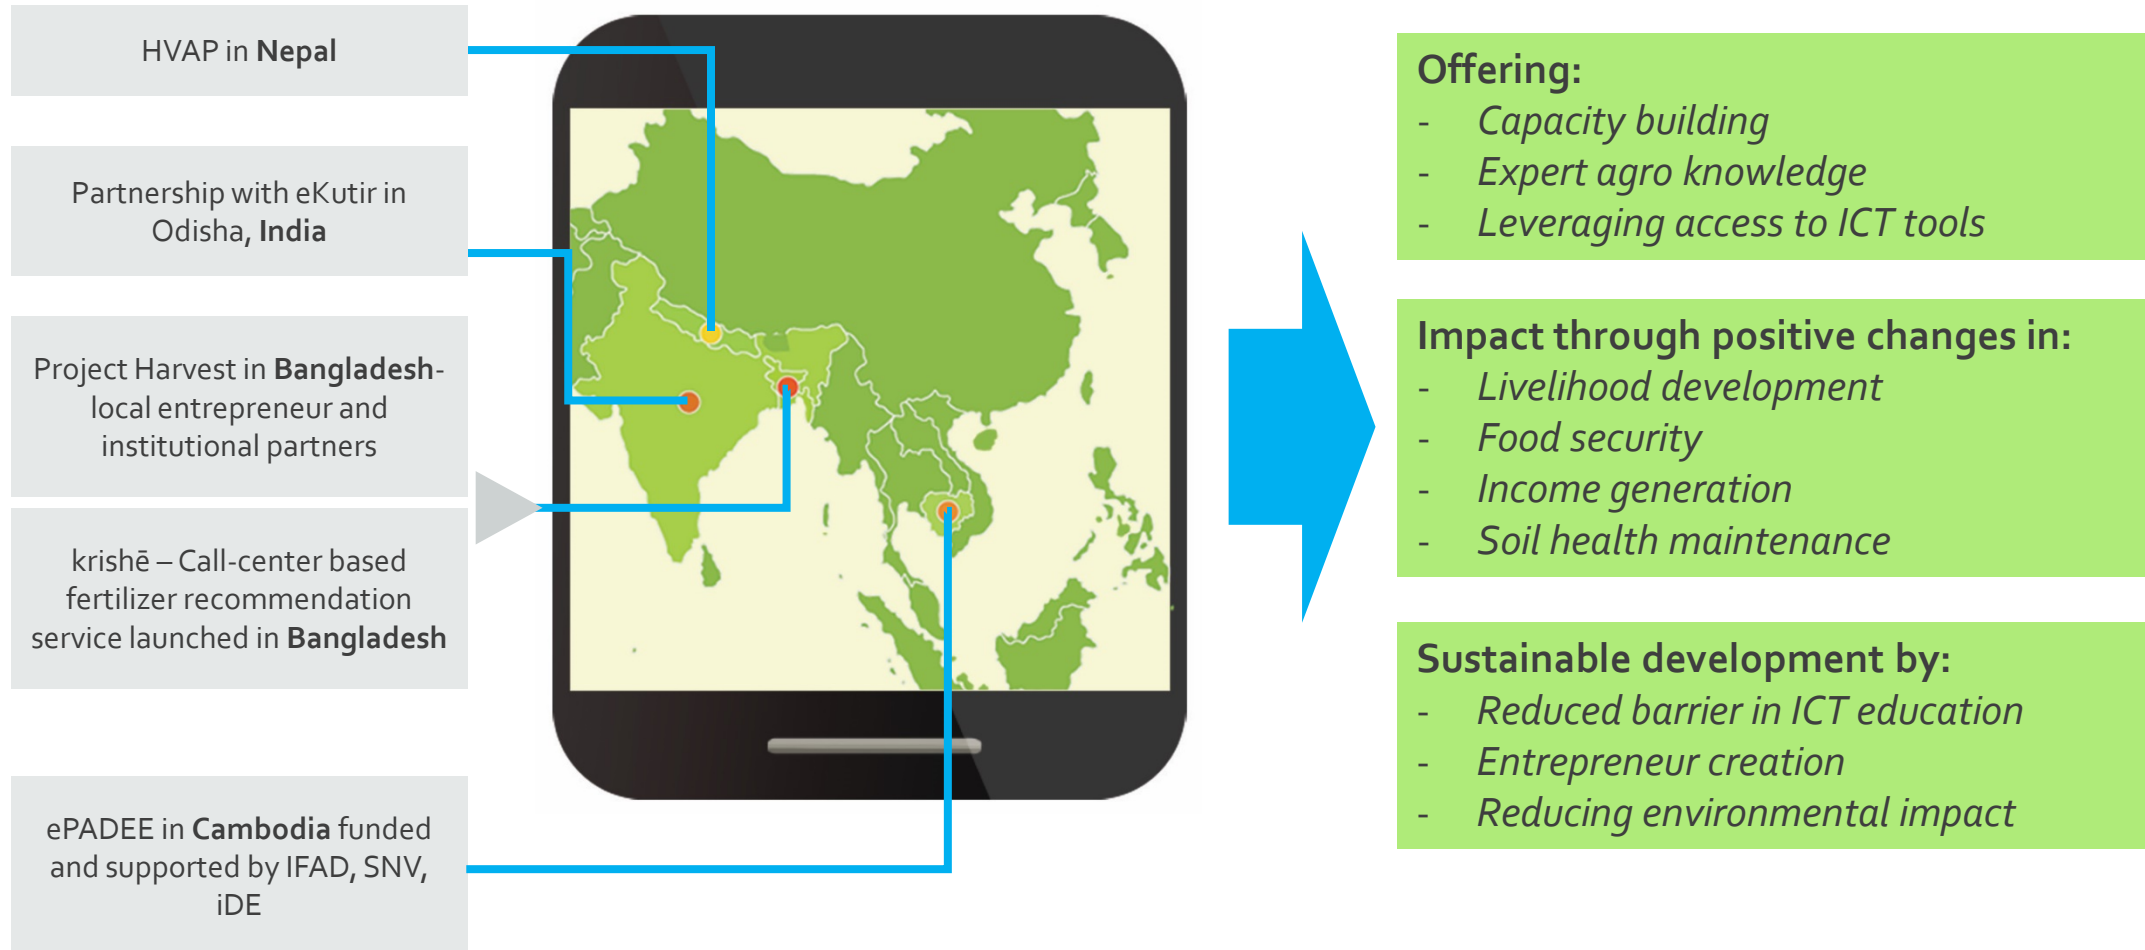 HVAP in Nepal
Partnership with eKutir in
Odisha, India
Project Harvest in Bangladesh-
local entrepreneur and
institutional partners
krishē – Call-center based
fertilizer recommendation
service launched in Bangladesh
ePADEE in Cambodia funded
and supported by IFAD, SNV,
iDE
Offering:
- Capacity building
- Expert agro knowledge
- Leveraging access to ICT tools
Impact through positive changes in:
- Livelihood development
- Food security
- Income generation
- Soil health maintenance
Sustainable development by:
- Reduced barrier in ICT education
- Entrepreneur creation
- Reducing environmental impact